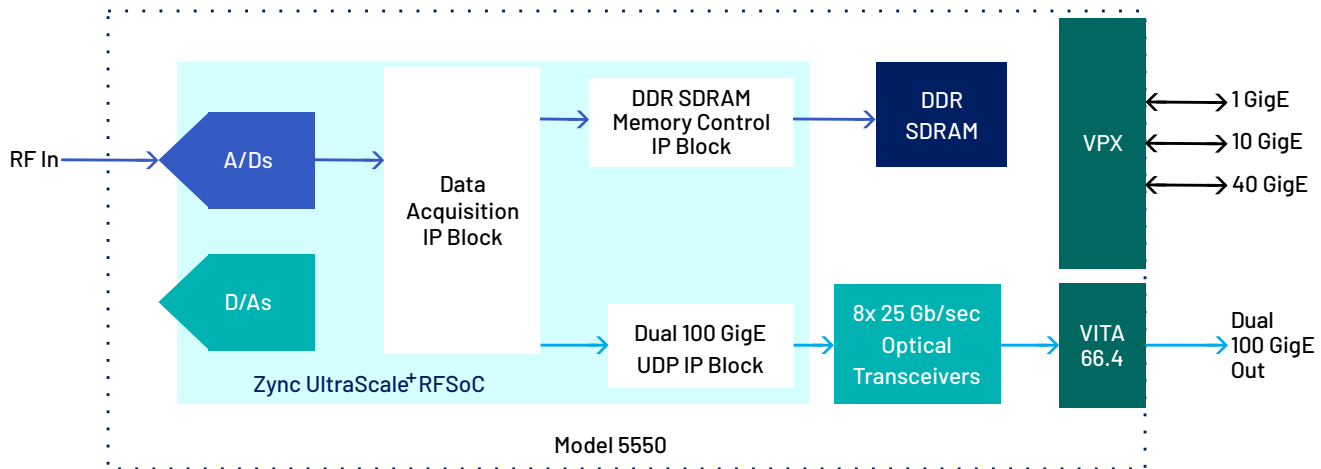 RF In
A/Ds
D/As
Data
Acquisition
IP Block
DDR SDRAM
Memory Control
IP Block
DDR
SDRAM
VPX
1 GigE
10 GigE
40 GigE
Dual 100 GigE
UDP IP Block
8x 25 Gb/sec
Optical
Transceivers
VITA
66.4
Dual
100 GigE
Out
Zync UltraScale+ RFSoC
Model 5550